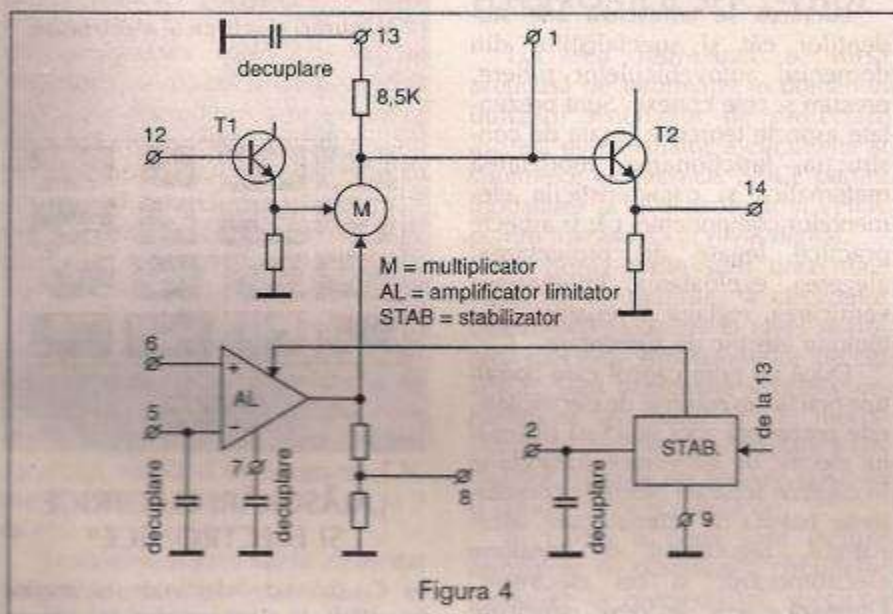 13
1
decuplare
8,5K
T1
T2
12
14
M
M = multiplicator
AL = amplificator limitator
STAB = stabilizator
6
+
AL
de la 13
5
−
2
STAB.
7
8
decuplare
decuplare
decuplare
9
Figura 4